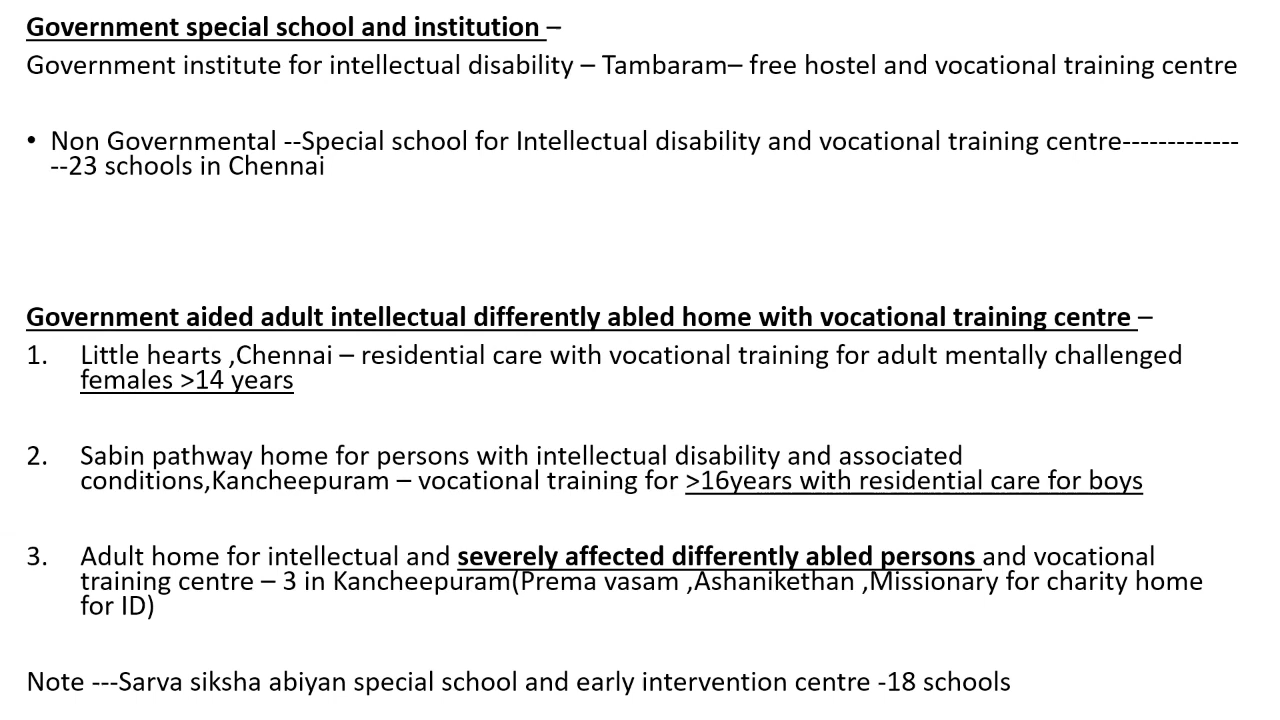 Government special school and institution –
Government institute for intellectual disability – Tambaram– free hostel and vocational training centre
• Non Governmental --Special school for Intellectual disability and vocational training centre-------------
--23 schools in Chennai
Government aided adult intellectual differently abled home with vocational training centre –
1. Little hearts ,Chennai – residential care with vocational training for adult mentally challenged
females >14 years
2. Sabin pathway home for persons with intellectual disability and associated
conditions,Kancheepuram – vocational training for >16years with residential care for boys
3. Adult home for intellectual and severely affected differently abled persons and vocational
training centre – 3 in Kancheepuram(Prema vasam ,Ashanikethan ,Missionary for charity home
for ID)
Note ---Sarva siksha abiyan special school and early intervention centre -18 schools